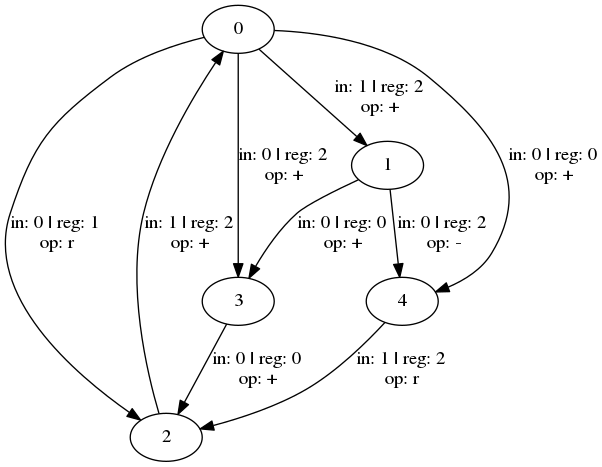 0
in: 1 | reg: 2
op: +
in: 0 | reg: 2
op: +
in: 0 | reg: 0
op: +
1
in: 0 | reg: 1
op: r
in: 1 | reg: 2
op: +
in: 0 | reg: 0
op: +
in: 0 | reg: 2
op: -
3
4
in: 0 | reg: 0
op: +
in: 1 | reg: 2
op: r
2